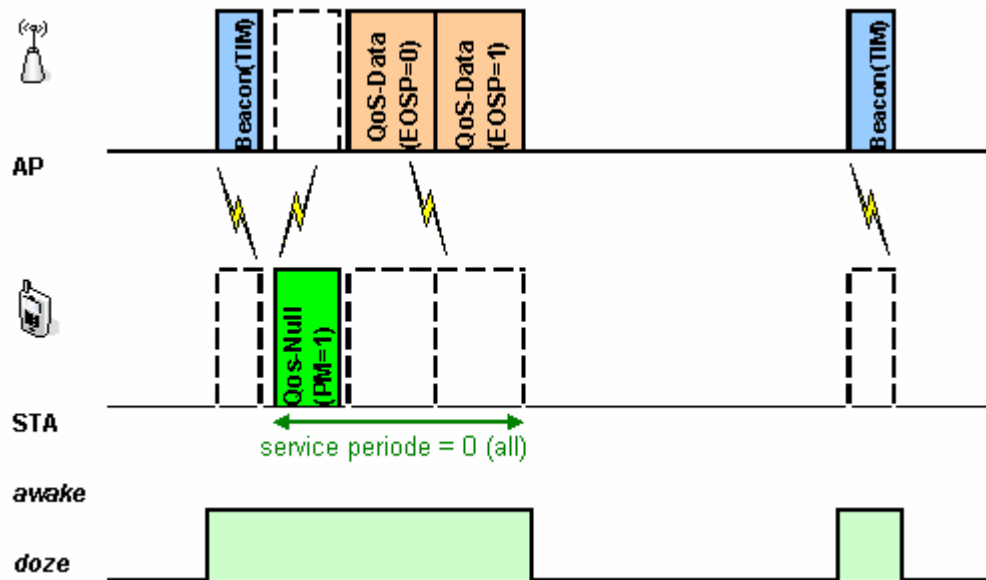 Beacon(TIM)
QoS-Data
(EOSP=0)
QoS-Data
(EOSP=1)
Beacon(TIM)
AP
Qos-Null
(PM=1)
STA
service periode = 0 (all)
awake
doze